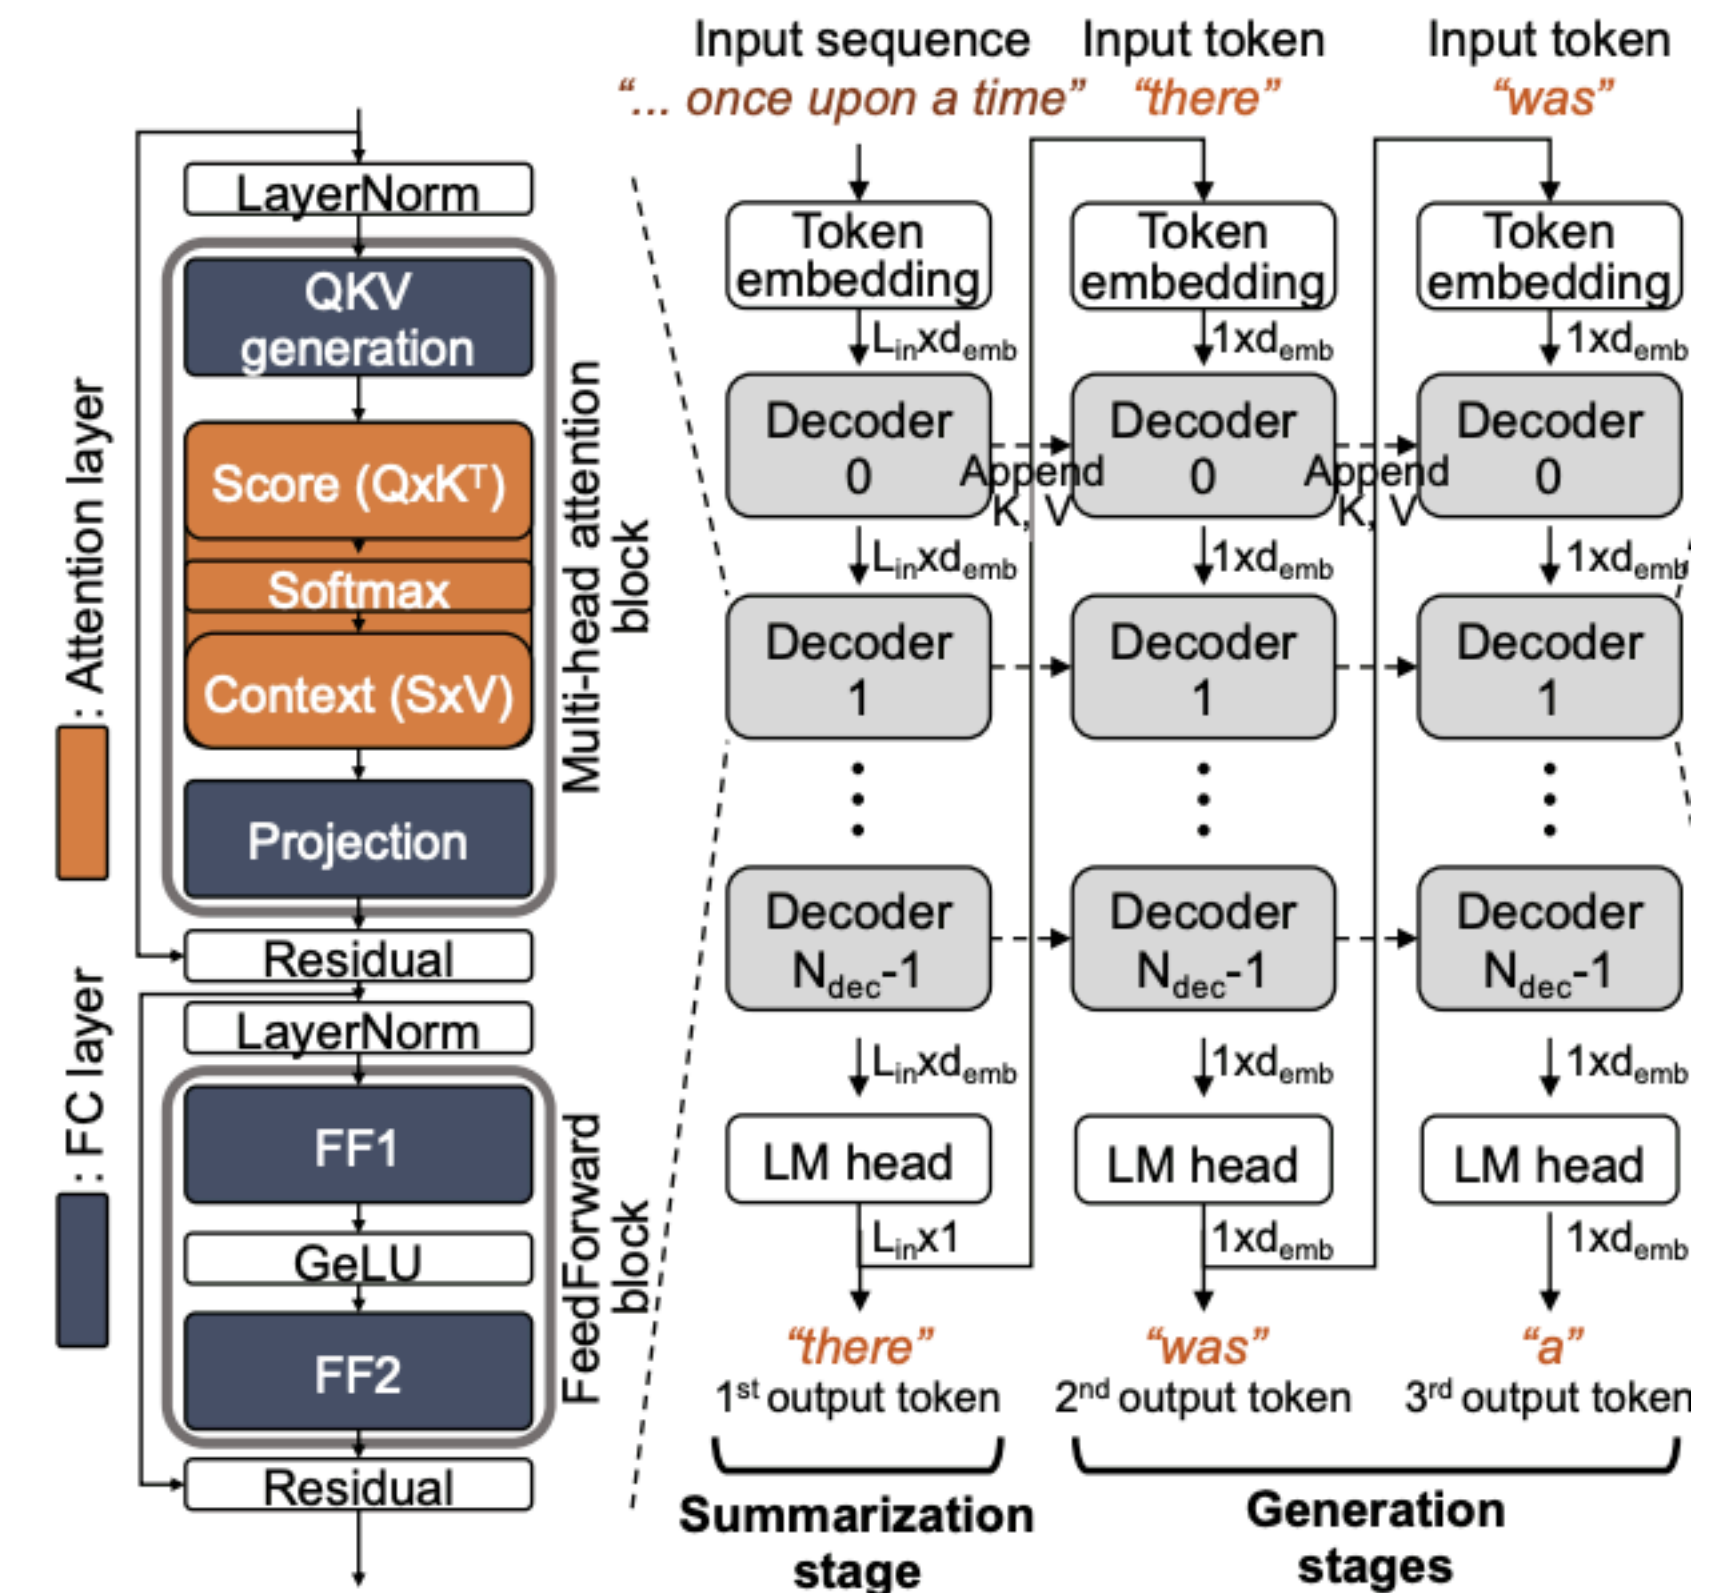 : Attention layer
: FC layer
LayerNorm
QKV
generation
Score (QxKᵀ)
Softmax
Context (SxV)
Projection
Multi-head attention
block
Residual
LayerNorm
FF1
GeLU
FF2
FeedForward
block
Residual
Input sequence
“... once upon a time”
Token
embedding
Linxdemb
Decoder
0
Append
K, V
Linxdemb
Decoder
1
Decoder
Ndec-1
Linxdemb
LM head
Linx1
“there”
1st output token
Summarization
stage
Input token
“there”
Token
embedding
1xdemb
Decoder
0
Append
K, V
1xdemb
Decoder
1
Decoder
Ndec-1
1xdemb
LM head
1xdemb
“was”
2nd output token
Input token
“was”
Token
embedding
1xdemb
Decoder
0
1xdemb
Decoder
1
Decoder
Ndec-1
1xdemb
LM head
1xdemb
“a”
3rd output token
Generation
stages